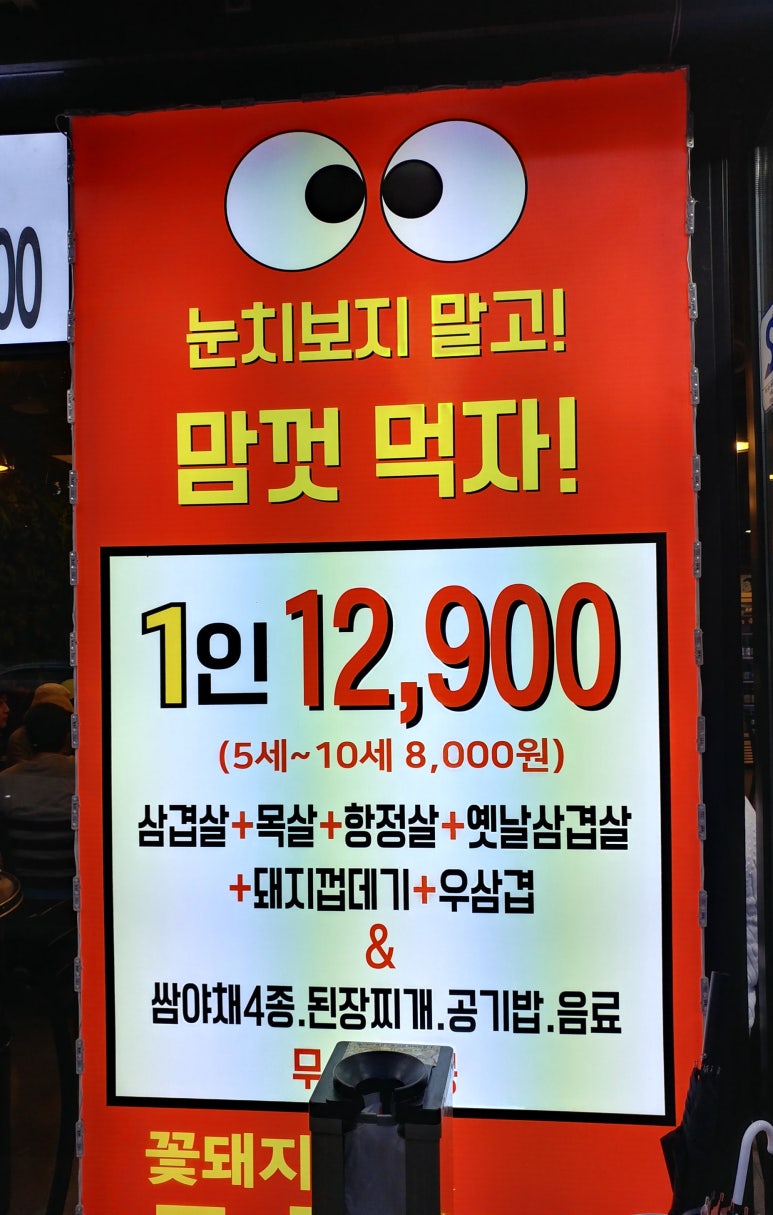 00
눈치보지 말고!
맘껏 먹자!
1인 12,900
(5세~10세 8,000원)
삼겹살+목살+항정살+옛날삼겹살
+돼지껍데기+우삼겹
&
쌈야채4종.된장찌개.공기밥.음료
꽃돼지